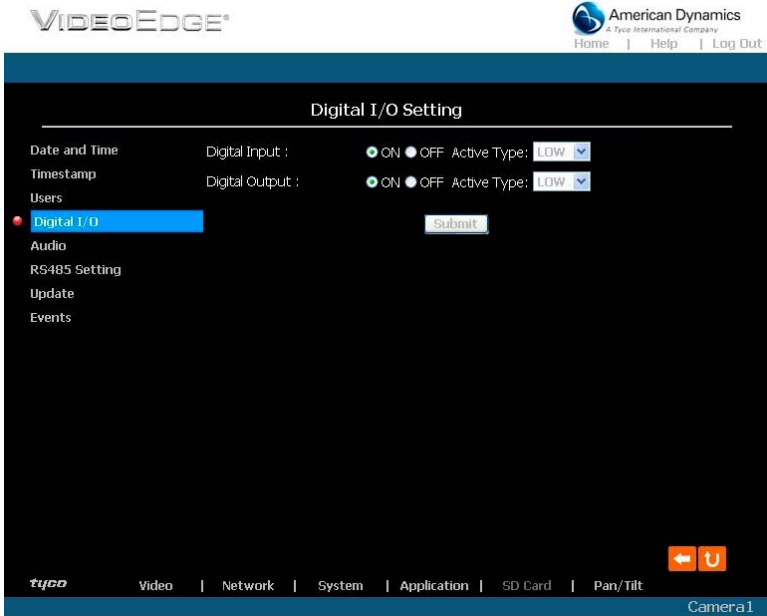 VIDEOEDGE®
American Dynamics
A Tyco International Company
Home | Help | Log Out
Digital I/O Setting
Date and Time
Timestamp
Users
Digital I/O
Audio
RS485 Setting
Update
Events
Digital Input : ON OFF Active Type: LOW
Digital Output : ON OFF Active Type: LOW
Submit
tyco
Video | Network | System | Application | SD Card | Pan/Tilt
Camera1